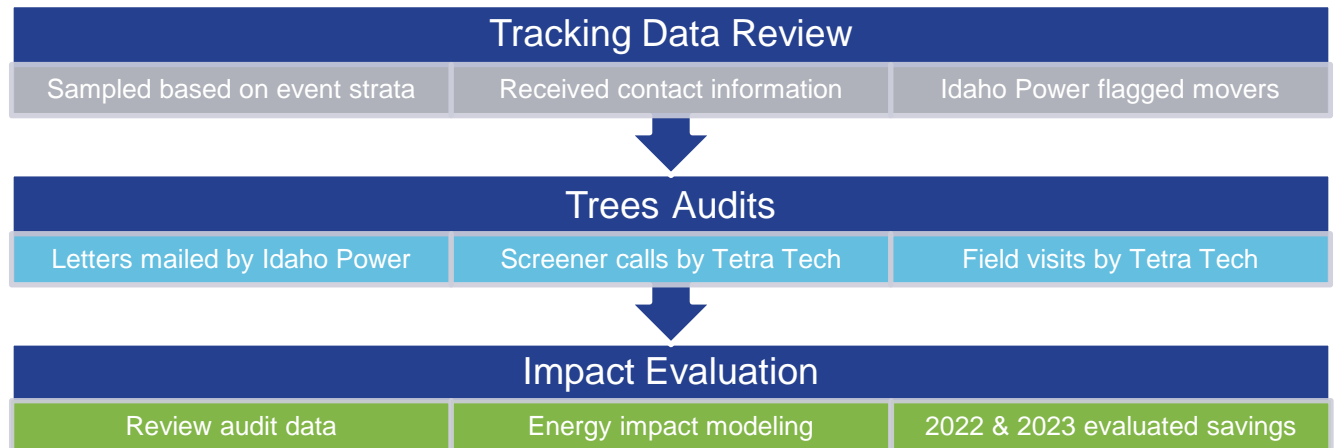 Tracking Data Review
Sampled based on event strata
Received contact information
Idaho Power flagged movers
Trees Audits
Letters mailed by Idaho Power
Screener calls by Tetra Tech
Field visits by Tetra Tech
Impact Evaluation
Review audit data
Energy impact modeling
2022 & 2023 evaluated savings